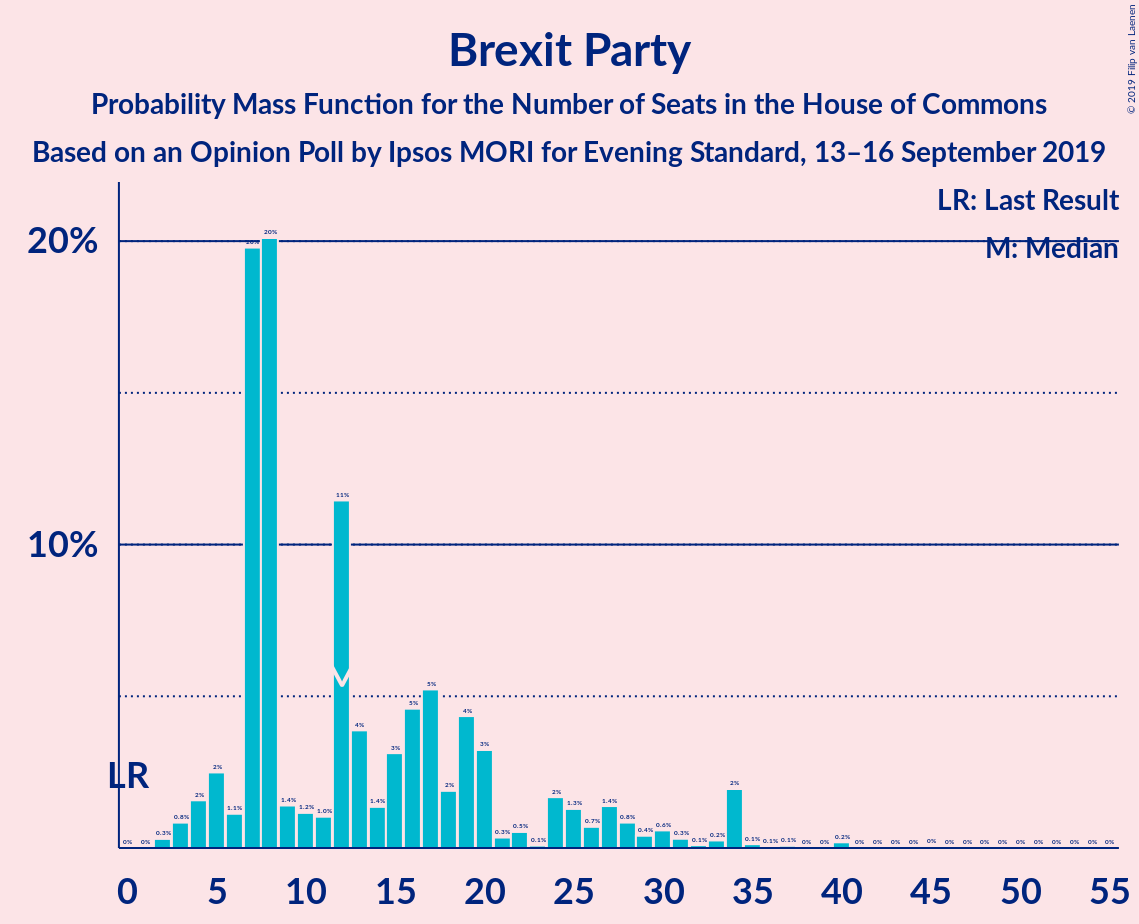 Brexit Party
Probability Mass Function for the Number of Seats in the House of Commons
Based on an Opinion Poll by Ipsos MORI for Evening Standard, 13–16 September 2019
© 2019 Filip van Laenen
LR: Last Result
M: Median
20%
10%
LR
M
0% 0% 0.3% 0.8% 2% 2% 1.1% 20% 20% 1.4% 1.2% 1.0% 11% 4% 1.4% 3% 5% 5% 2% 4% 3% 0.3% 0.5% 0.1% 2% 1.3% 0.7% 1.4% 0.8% 0.4% 0.6% 0.3% 0.1% 0.2% 2% 0.1% 0.1% 0.1% 0% 0% 0.2% 0% 0% 0% 0% 0% 0% 0% 0% 0% 0% 0% 0% 0% 0% 0%
0 5 10 15 20 25 30 35 40 45 50 55